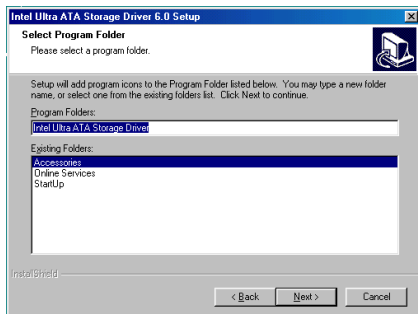 Intel Ultra ATA Storage Driver 6.0 Setup
Select Program Folder
Please select a program folder.
Setup will add program icons to the Program Folder listed below. You may type a new folder
name, or select one from the existing folders list. Click Next to continue.
Program Folders:
Intel Ultra ATA Storage Driver
Existing Folders:
Accessories
Online Services
StartUp
InstallShield
< Back
Next >
Cancel